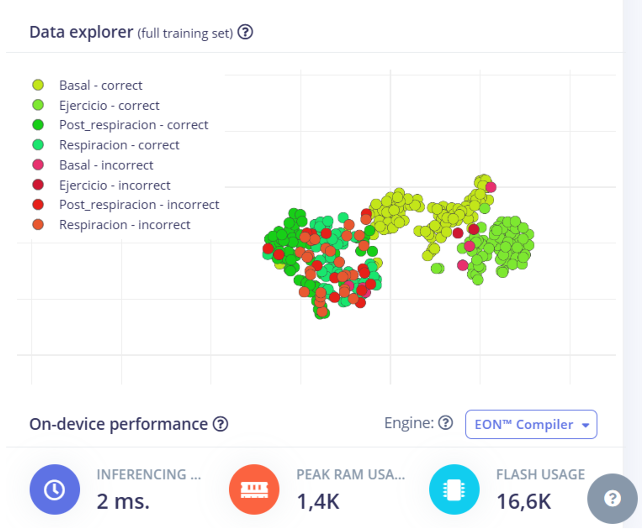 Data explorer (full training set) ?
Basal - correct
Ejercicio - correct
Post_respiracion - correct
Respiracion - correct
Basal - incorrect
Ejercicio - incorrect
Post_respiracion - incorrect
Respiracion - incorrect
On-device performance ? Engine: ? EON™ Compiler
INFERENCING ... PEAK RAM USA... FLASH USAGE
2 ms. 1,4K 16,6K ?